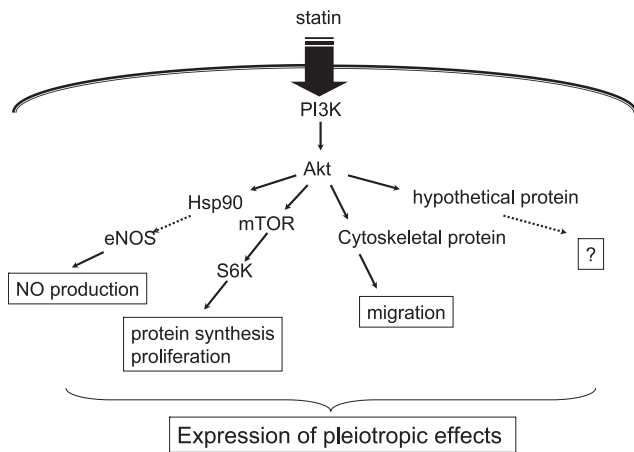 statin
PI3K
Akt
Hsp90
hypothetical protein
mTOR
eNOS
Cytoskeletal protein
?
S6K
NO production
migration
protein synthesis
proliferation
Expression of pleiotropic effects